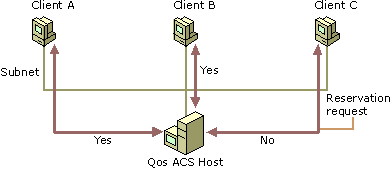 Client A
Client B
Client C
Subnet
Yes
Reservation
request
Yes
No
Qos ACS Host